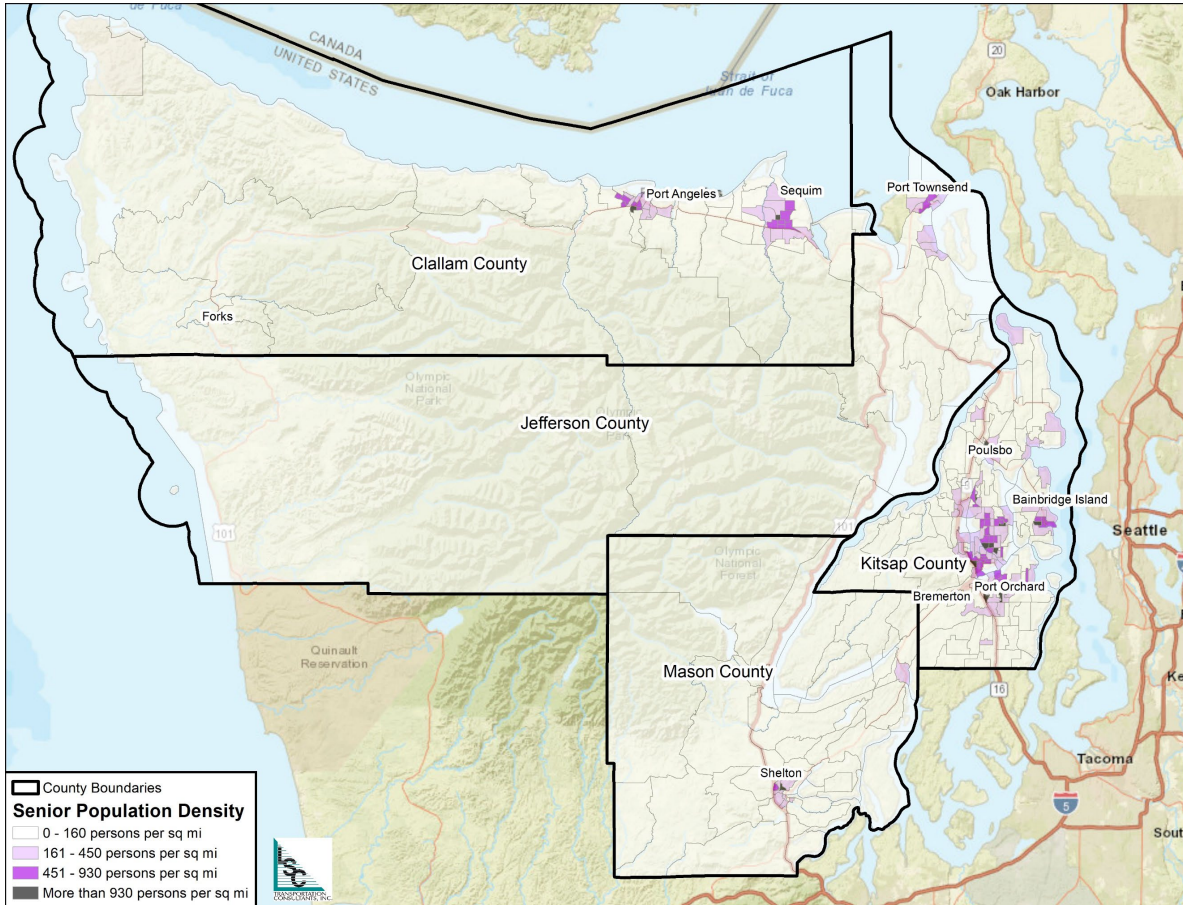 de Fuca
CANADA
UNITED STATES
Strait of
Juan de Fuca
20
Oak Harbor
Port Angeles
Sequim
Port Townsend
Clallam County
Forks
Olympic
National
Park
Jefferson County
Poulsbo
Bainbridge Island
Seattle
101
101
Olympic
National
Forest
Kitsap County
Port Orchard
Bremerton
Quinault
Reservation
Mason County
16
Ke
Shelton
Tacoma
5
Sout
County Boundaries
Senior Population Density
0 - 160 persons per sq mi
161 - 450 persons per sq mi
451 - 930 persons per sq mi
More than 930 persons per sq mi
LSC
TRANSPORTATION
CONSULTANTS, INC.